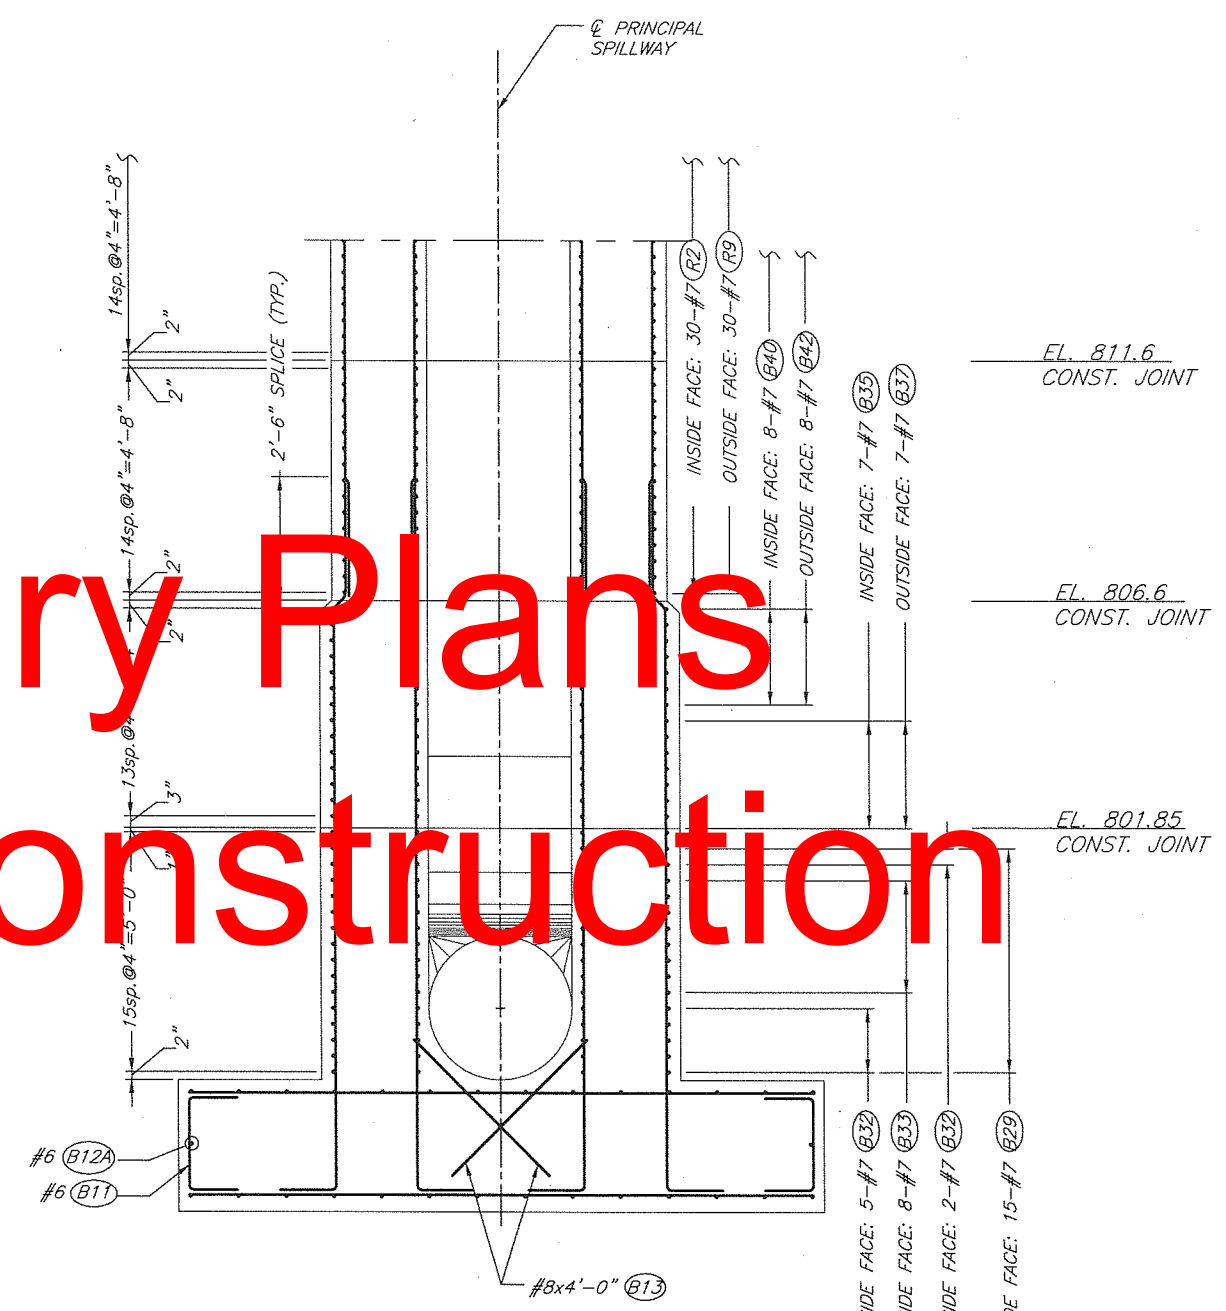 ℄ PRINCIPAL
SPILLWAY
14sp.@4"=4'-8"
2"
2"
14sp.@4"=4'-8"
2"
2"
13sp.@4"
3"
1"
15sp.@4"=5'-0"
2"
2'-6" SPLICE (TYP.)
INSIDE FACE: 30-#7 R2
OUTSIDE FACE: 30-#7 R9
INSIDE FACE: 8-#7 B40
OUTSIDE FACE: 8-#7 B42
INSIDE FACE: 7-#7 B35
OUTSIDE FACE: 7-#7 B37
EL. 811.6
CONST. JOINT
EL. 806.6
CONST. JOINT
EL. 801.85
CONST. JOINT
ry Plans
onstruction
IDE FACE: 5-#7 B32
IDE FACE: 8-#7 B33
IDE FACE: 2-#7 B32
DE FACE: 15-#7 B29
#6 B12A
#6 B11
#8x4'-0" B13